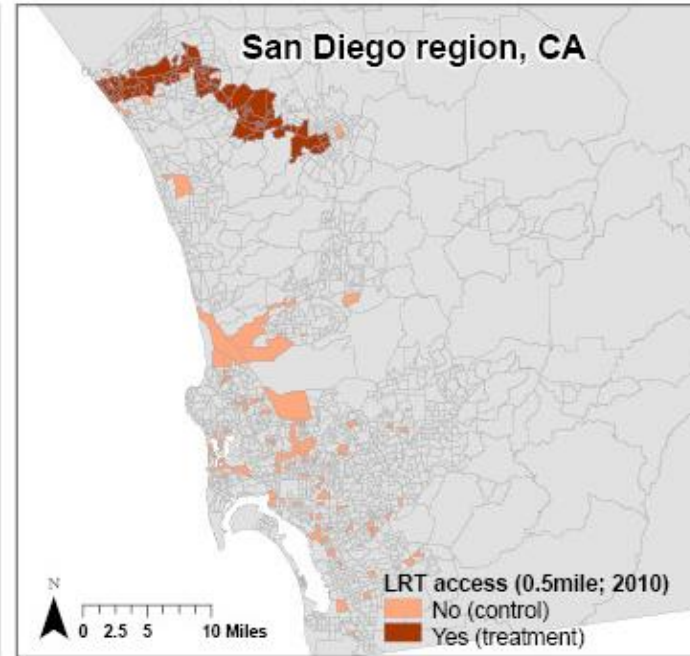 San Diego region, CA
LRT access (0.5mile; 2010)
No (control)
Yes (treatment)
N
0 2.5 5 10 Miles